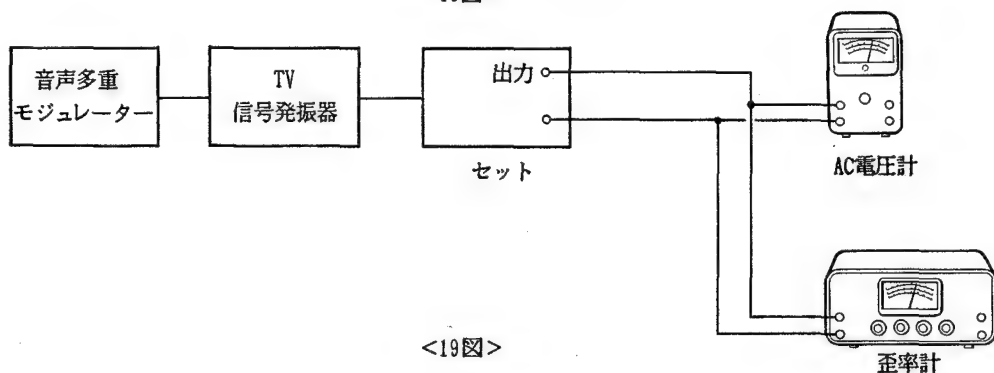 音声多重
モジュレーター
TV
信号発振器
出力
セット
AC電圧計
歪率計
<19図>